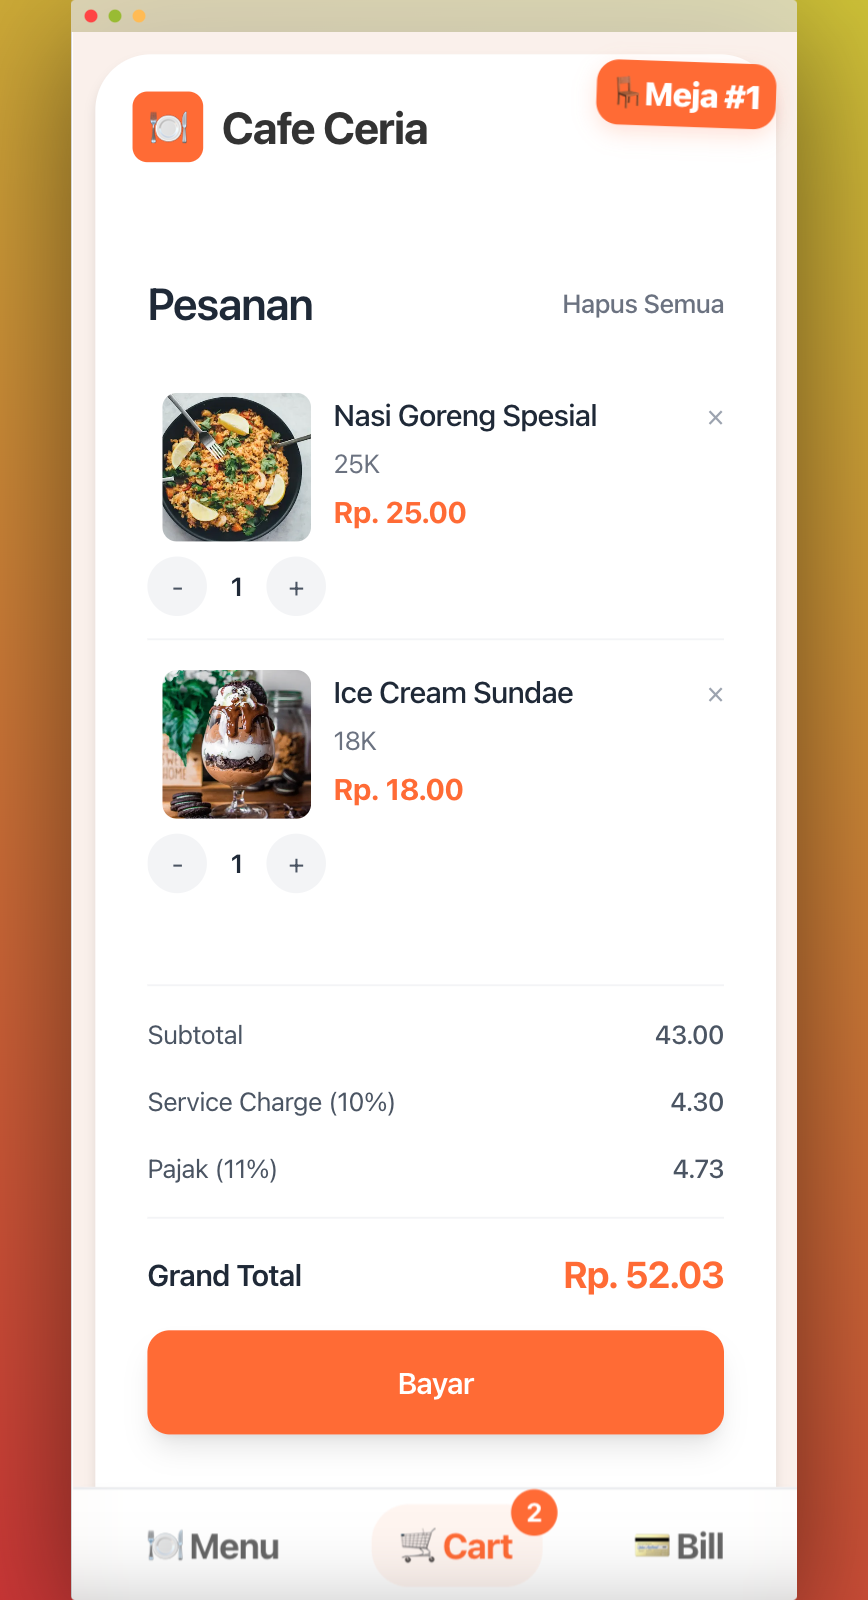 Cafe Ceria
Meja #1
Pesanan
Hapus Semua
Nasi Goreng Spesial
×
25K
Rp. 25.00
- 1 +
Ice Cream Sundae
×
18K
Rp. 18.00
- 1 +
Subtotal 43.00
Service Charge (10%) 4.30
Pajak (11%) 4.73
Grand Total Rp. 52.03
Bayar
Menu
Cart
2
Bill